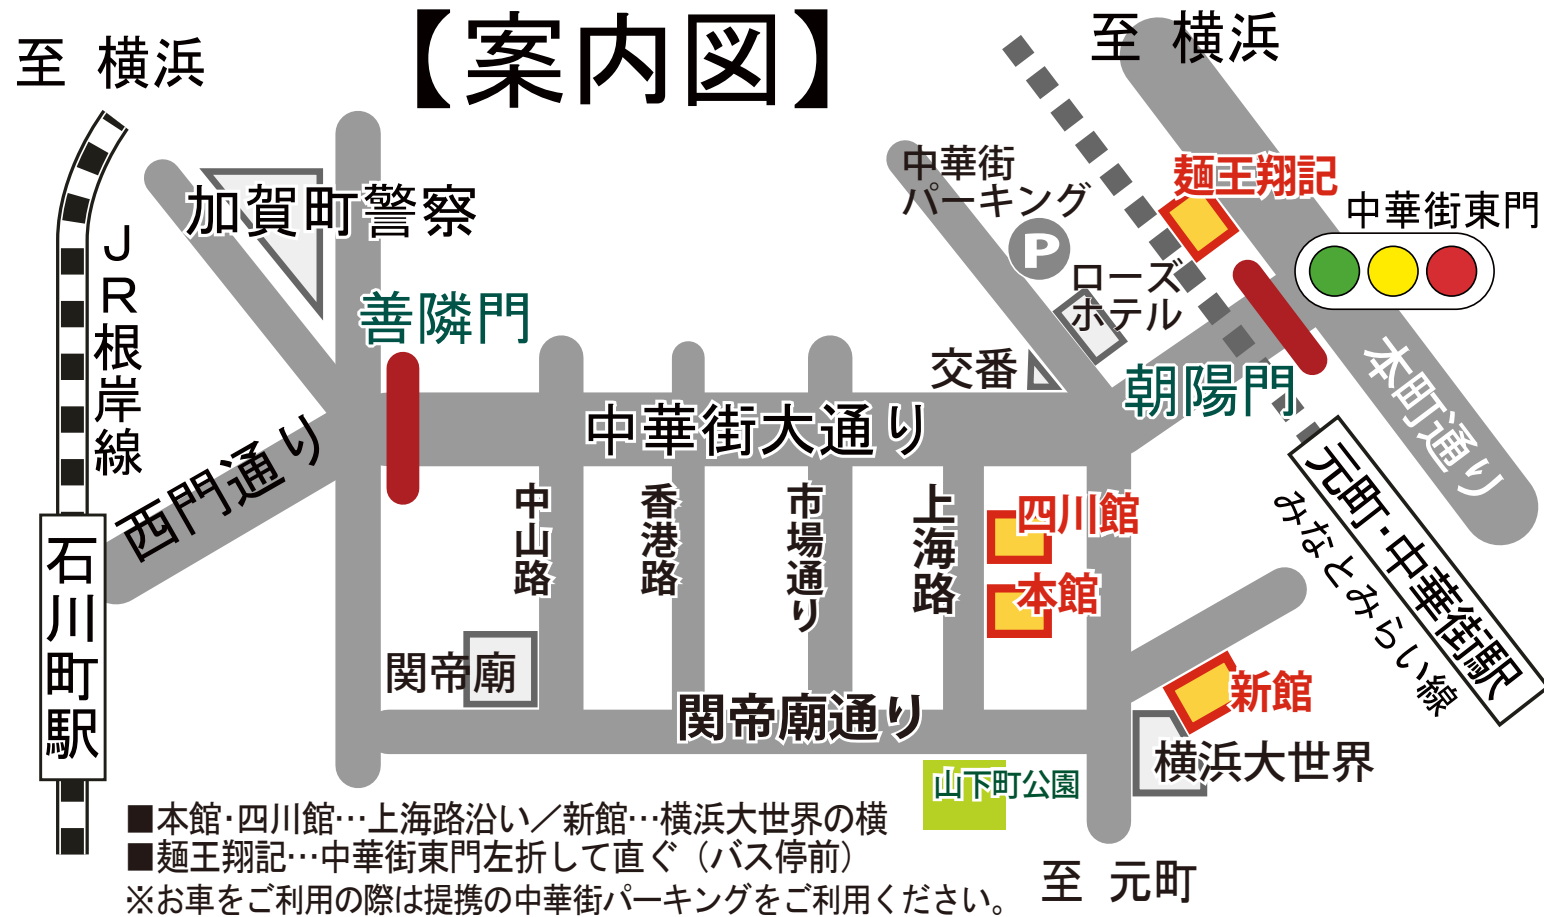 【案内図】
至 横浜
至 横浜
JR根岸線
加賀町警察
善隣門
中華街
パーキング
P
ローズ
ホテル
交番
麺王翔記
中華街東門
朝陽門
本町通り
西門通り
中華街大通り
石川町駅
中山路
香港路
市場通り
上海路
四川館
本館
元町・中華街駅
みなとみらい線
関帝廟
関帝廟通り
新館
横浜大世界
山下町公園
■本館・四川館…上海路沿い／新館…横浜大世界の横
■麺王翔記…中華街東門左折して直ぐ（バス停前）
※お車をご利用の際は提携の中華街パーキングをご利用ください。
至 元町